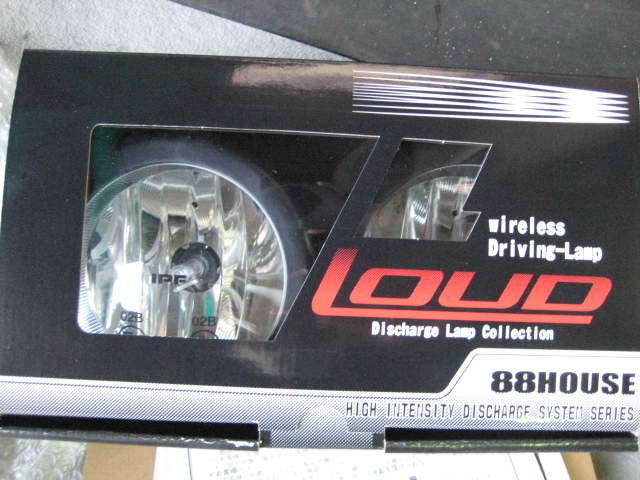 wireless
Driving-Lamp
LOUD
Discharge Lamp Collection
IPF
02B
02B
88HOUSE
HIGH INTENSITY DISCHARGE SYSTEM SERIES